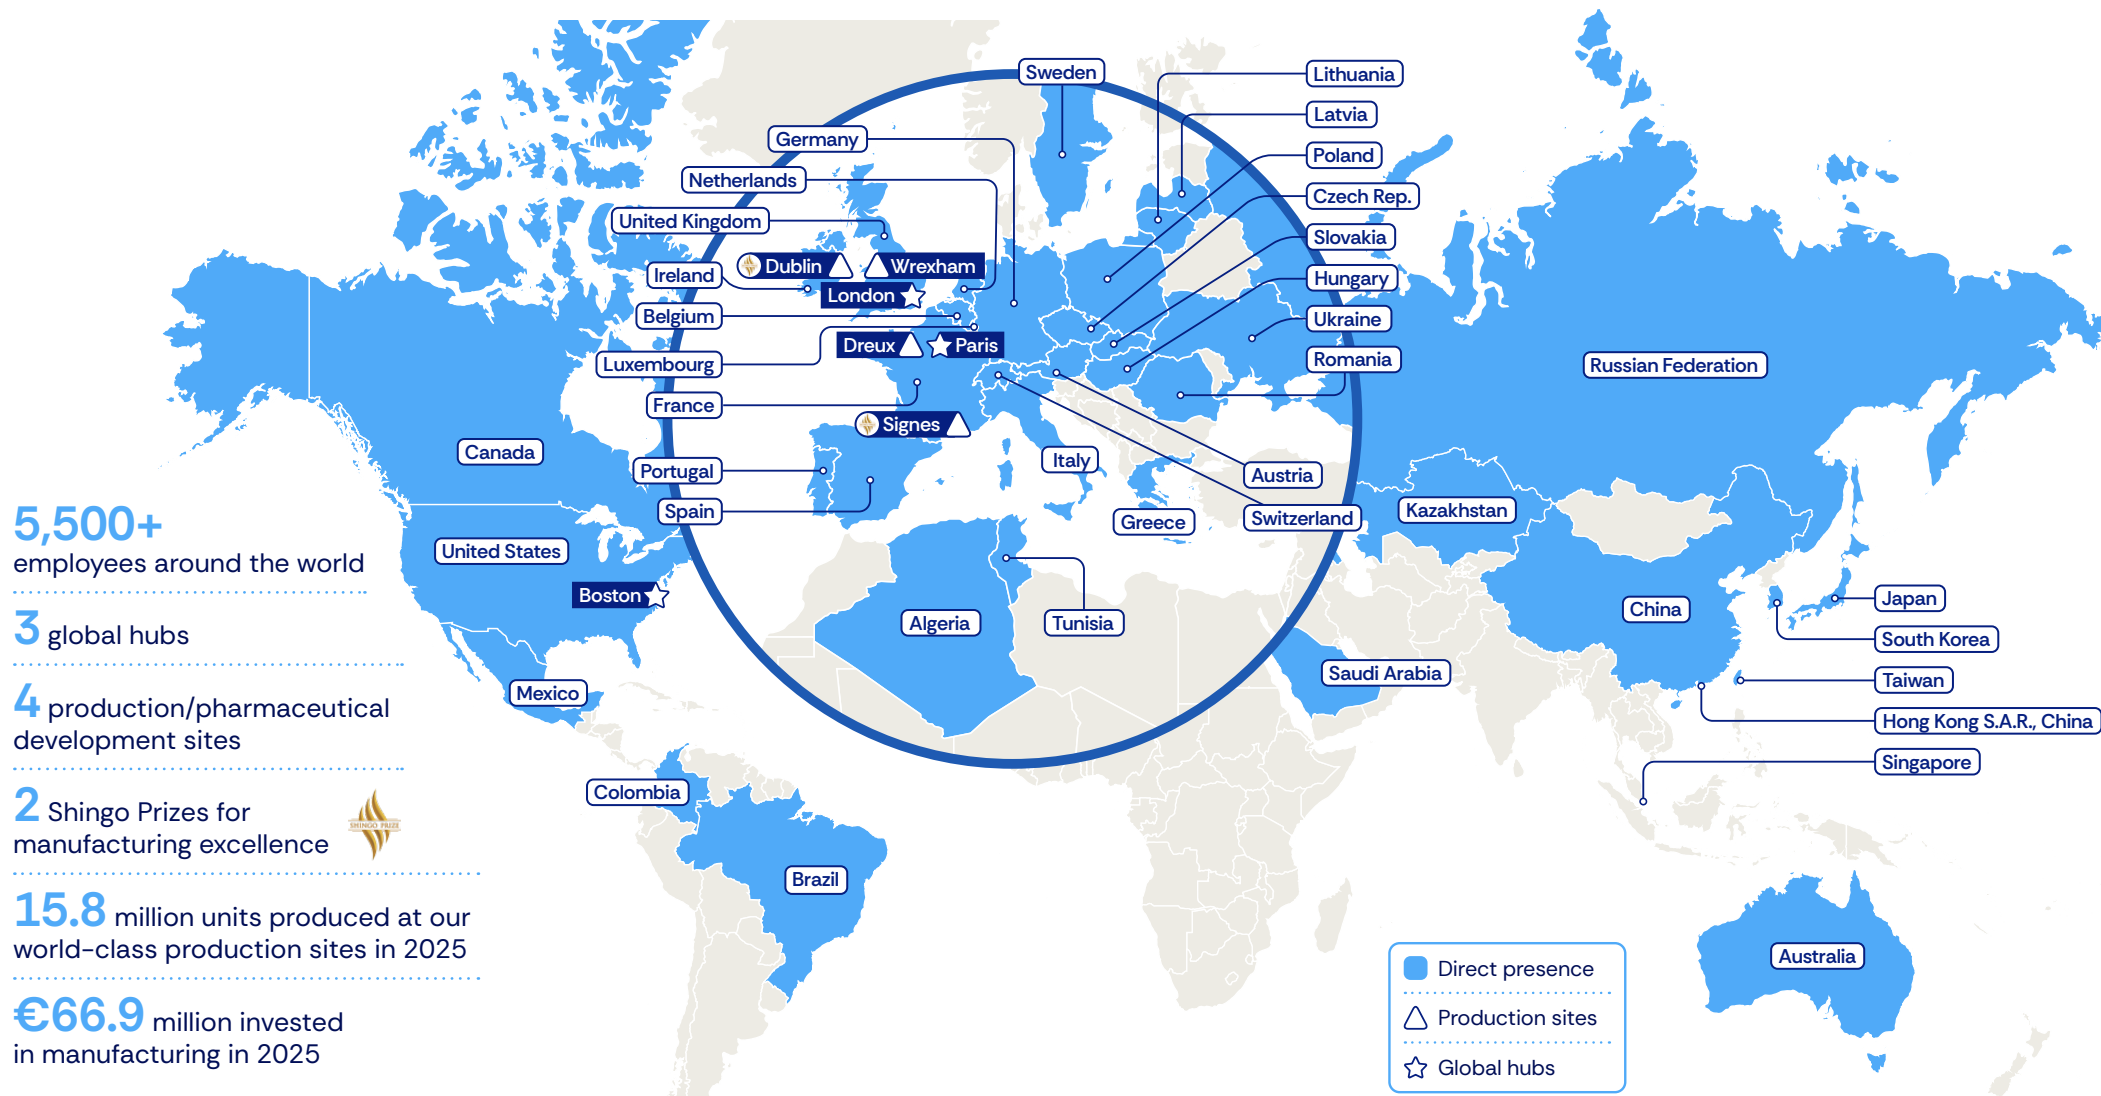 Sweden
Lithuania
Latvia
Germany
Poland
Netherlands
Czech Rep.
United Kingdom
Slovakia
Ireland
Dublin
Wrexham
Hungary
London
Belgium
Ukraine
Dreux
Paris
Luxembourg
Romania
Russian Federation
France
Signes
Canada
Portugal
Italy
Austria
Spain
Greece
Switzerland
Kazakhstan
United States
Boston
Algeria
Tunisia
China
Japan
South Korea
Saudi Arabia
Taiwan
Mexico
Hong Kong S.A.R., China
Singapore
Colombia
Brazil
Australia
5,500+
employees around the world
3 global hubs
4 production/pharmaceutical
development sites
2 Shingo Prizes for
manufacturing excellence
SHINGO PRIZE
15.8 million units produced at our
world-class production sites in 2025
€66.9 million invested
in manufacturing in 2025
Direct presence
Production sites
Global hubs